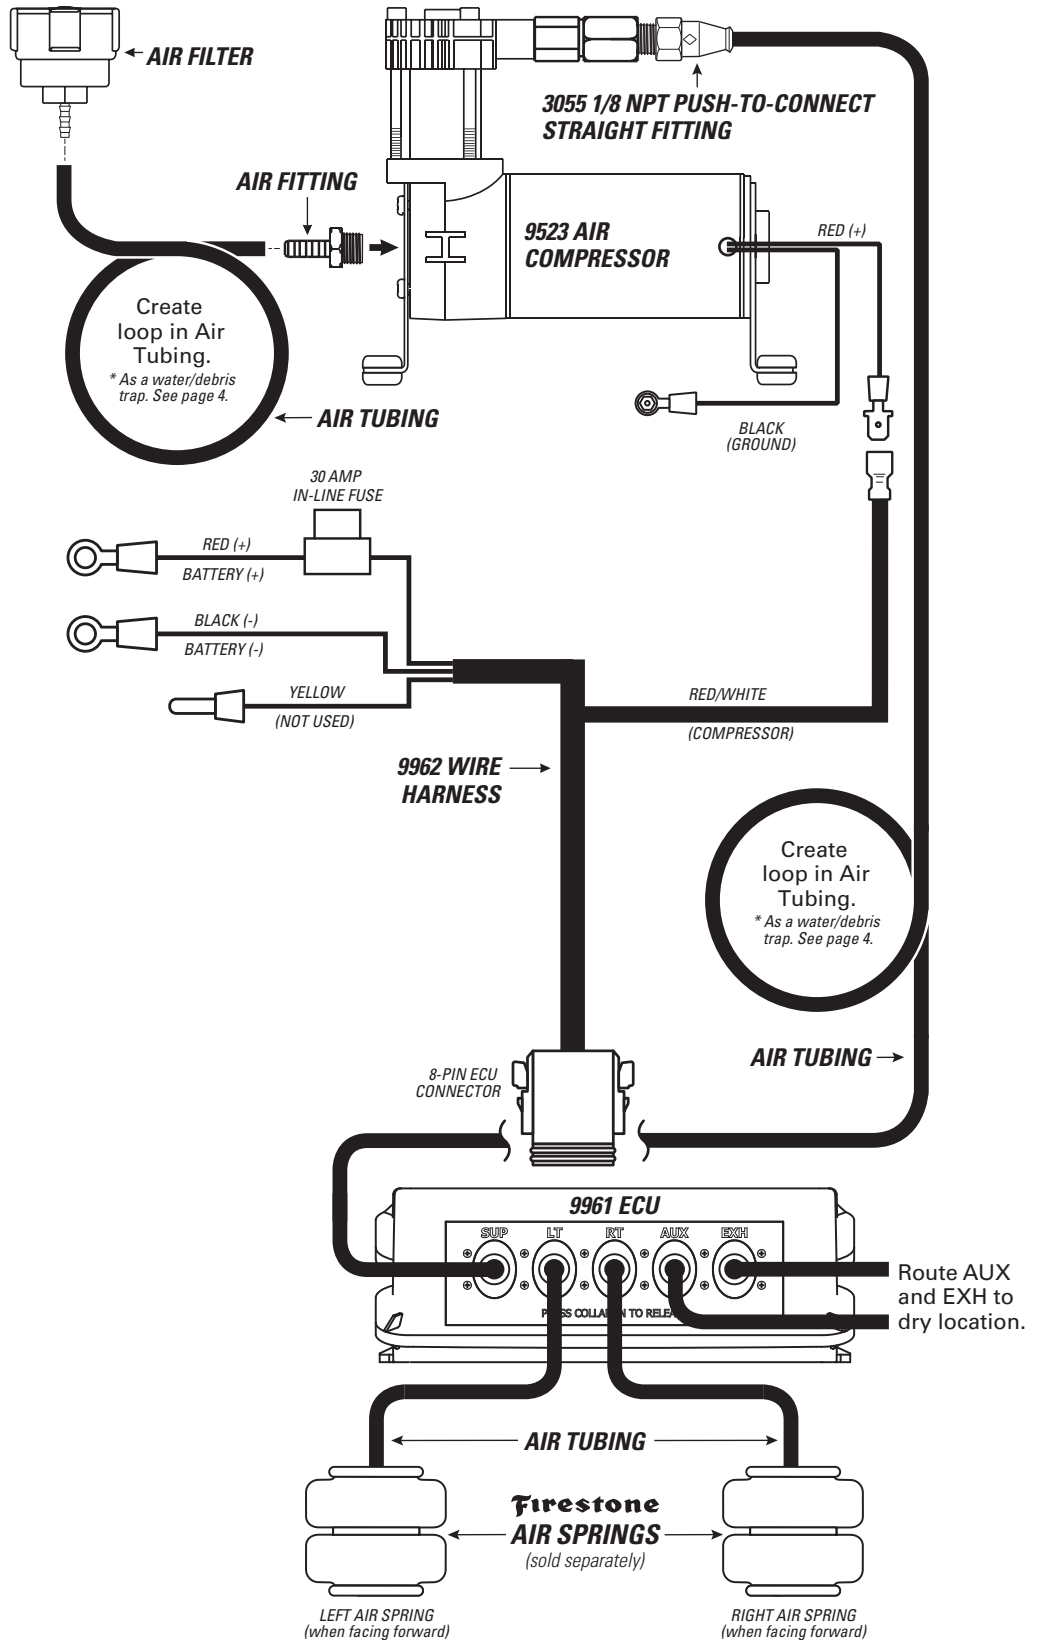 AIR FILTER
3055 1/8 NPT PUSH-TO-CONNECT
STRAIGHT FITTING
AIR FITTING
9523 AIR
COMPRESSOR
RED (+)
Create
loop in Air
Tubing.
* As a water/debris
trap. See page 4.
AIR TUBING
BLACK
(GROUND)
30 AMP
IN-LINE FUSE
RED (+)
BATTERY (+)
BLACK (-)
BATTERY (-)
YELLOW
(NOT USED)
RED/WHITE
(COMPRESSOR)
9962 WIRE
HARNESS
Create
loop in Air
Tubing.
* As a water/debris
trap. See page 4.
AIR TUBING
8-PIN ECU
CONNECTOR
9961 ECU
SUP LT RT AUX EXH
COLLAR TO
Route AUX
and EXH to
dry location.
AIR TUBING
Firestone
AIR SPRINGS
(sold separately)
LEFT AIR SPRING
(when facing forward)
RIGHT AIR SPRING
(when facing forward)